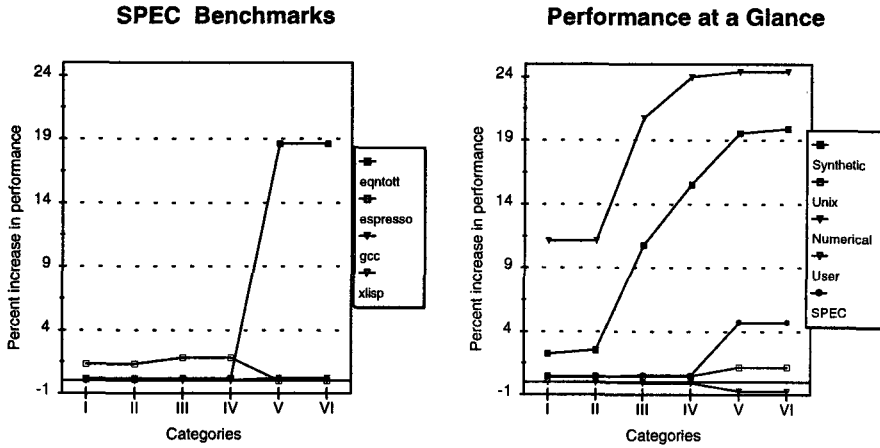 SPEC Benchmarks
24
19
14
9
4
-1
Percent increase in performance
I II III IV V VI
Categories
eqntott
espresso
gcc
xlisp
Performance at a Glance
24
19
14
9
4
-1
Percent increase in performance
I II III IV V VI
Categories
Synthetic
Unix
Numerical
User
SPEC